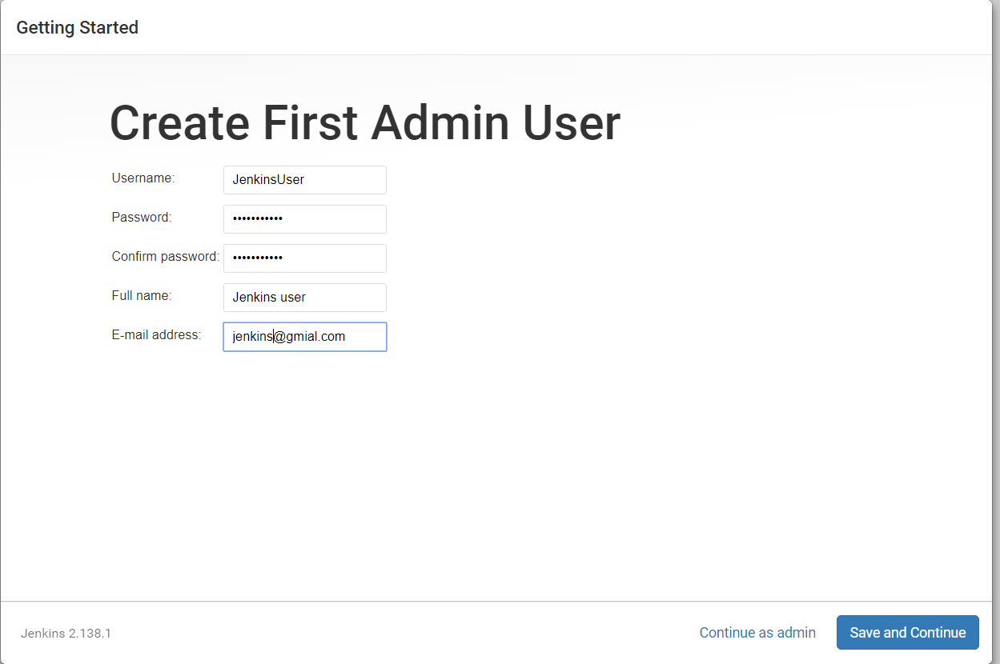 Getting Started
Create First Admin User
Username: JenkinsUser
Password: •••••••••••
Confirm password: •••••••••••
Full name: Jenkins user
E-mail address: jenkins@gmial.com
Jenkins 2.138.1 Continue as admin Save and Continue